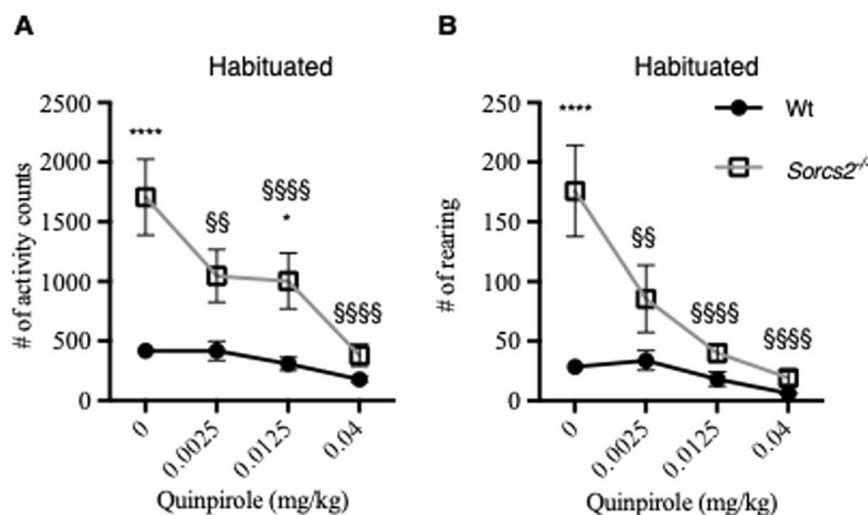 A
Habituated
2500
2000
1500
1000
500
0
****
§§
§§§§
*
§§§§
# of activity counts
0
0.0025
0.0125
0.04
Quinpirole (mg/kg)
B
Habituated
250
200
150
100
50
0
****
§§
§§§§
§§§§
# of rearing
0
0.0025
0.0125
0.04
Quinpirole (mg/kg)
Wt
Sorcs2-/-